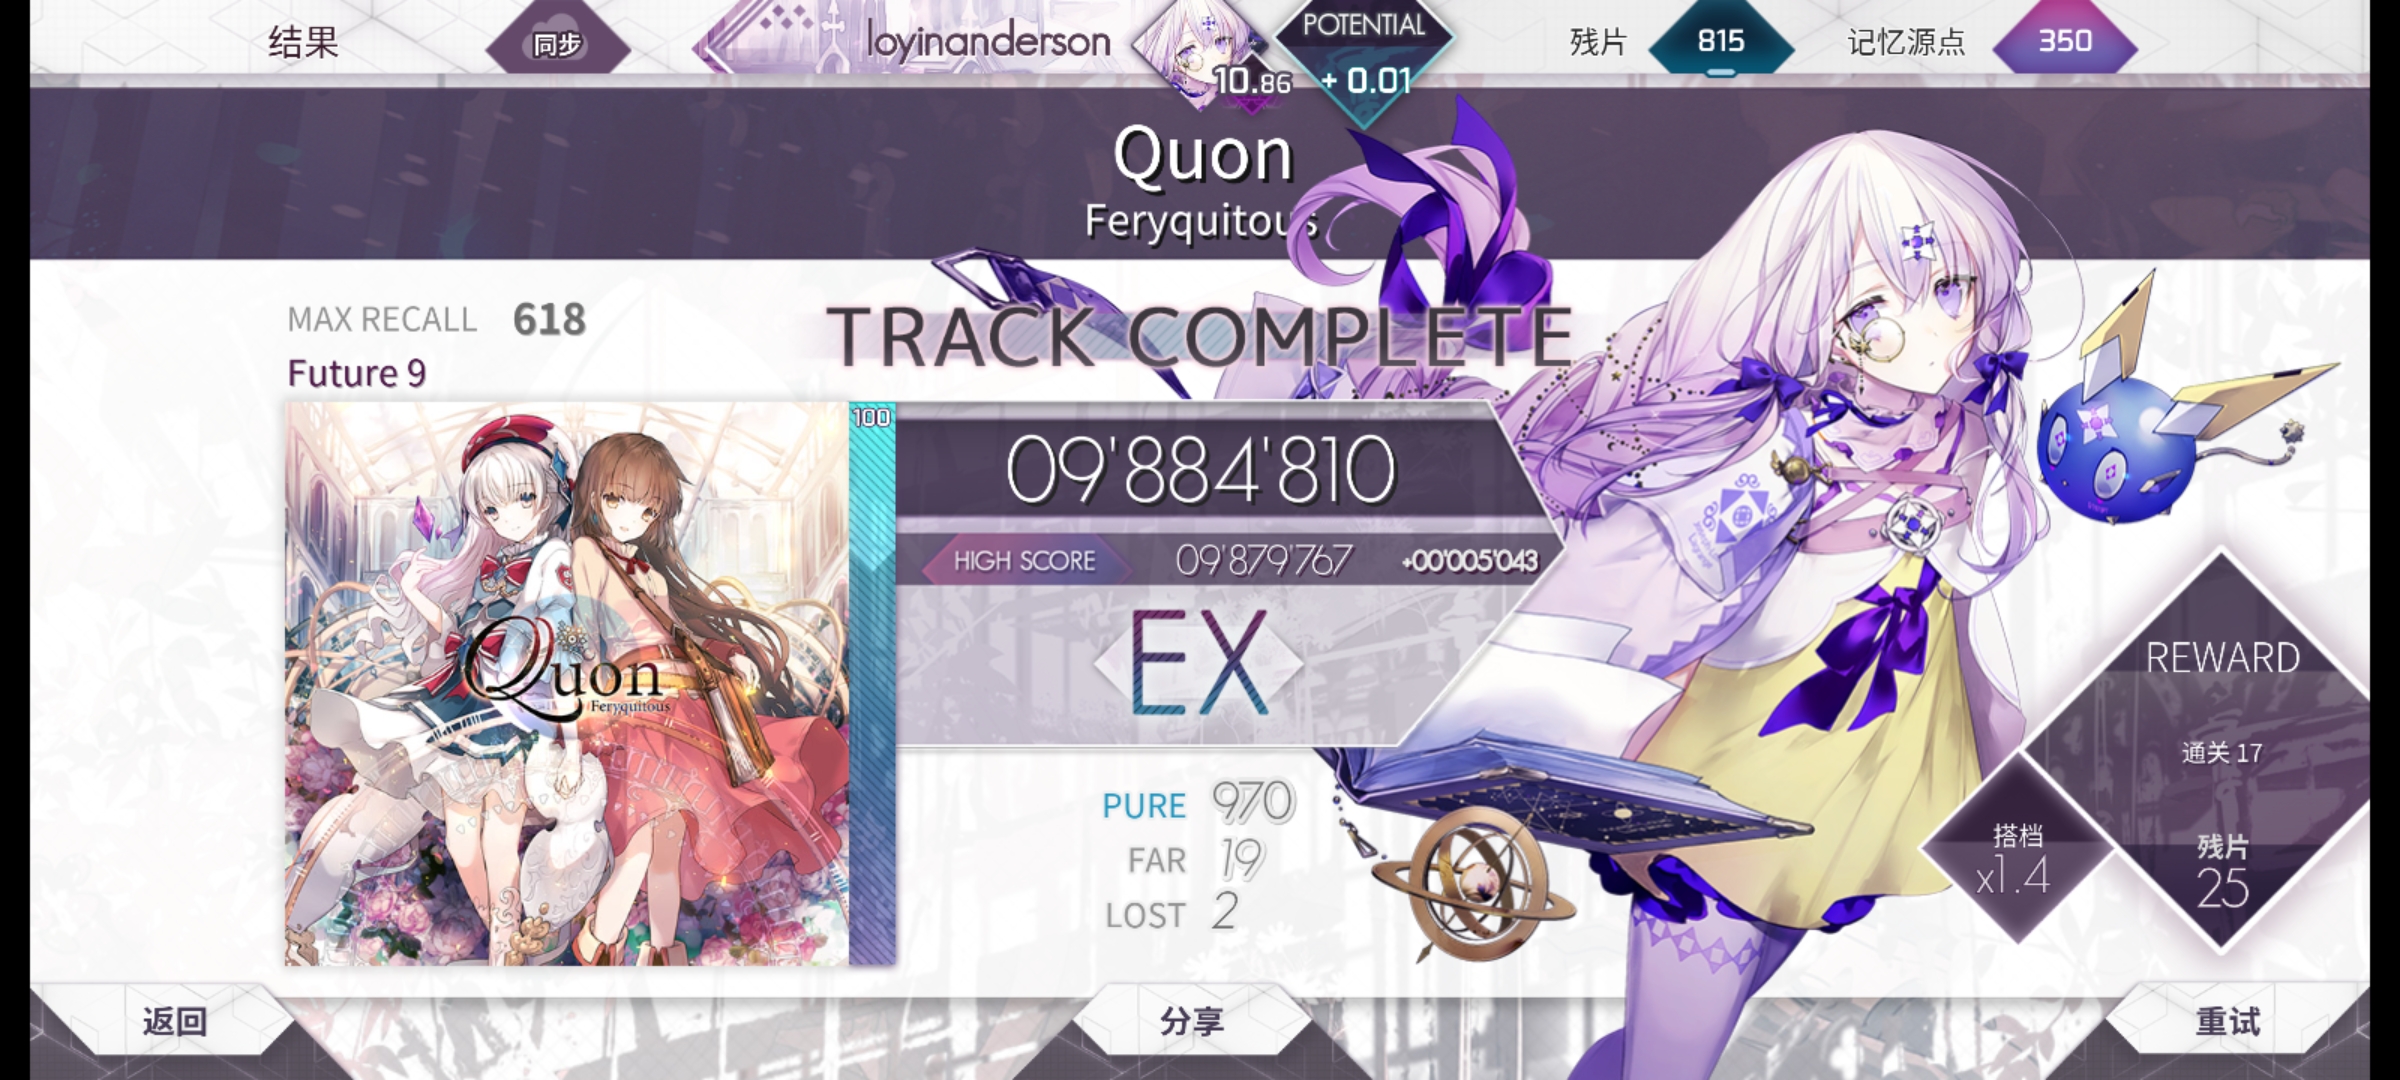 结果
同步
loyinanderson
10.86
POTENTIAL
+ 0.01
残片
815
记忆源点
350
Quon
Feryquitous
MAX RECALL 618
Future 9
TRACK COMPLETE
100
09'884'810
HIGH SCORE 09'879'767 +00'005'043
EX
Quon
Feryquitous
PURE 970
FAR 19
LOST 2
REWARD
通关 17
搭档
x1.4
残片
25
返回
分享
重试